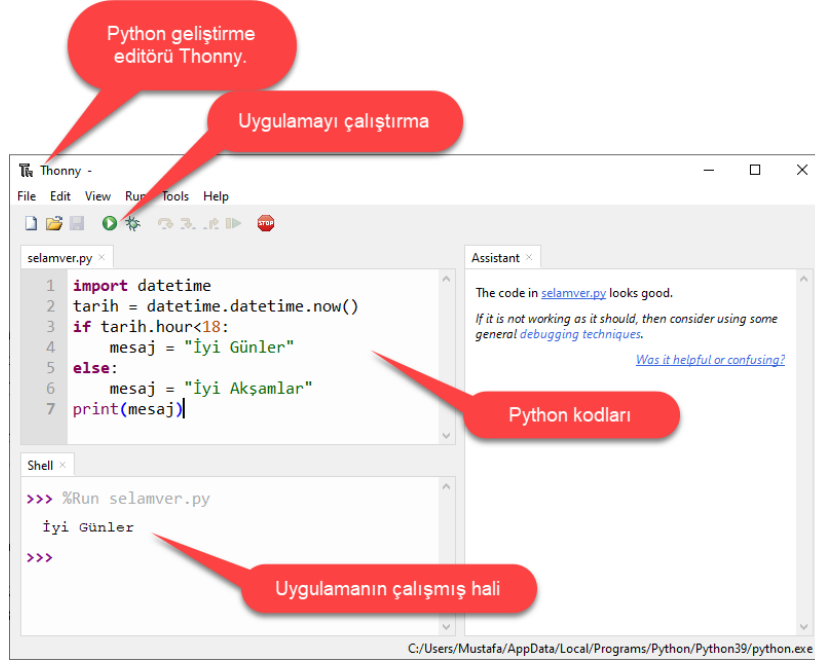 Python geliştirme
editörü Thonny.
Uygulamayı çalıştırma
Thonny -
File Edit View Run Tools Help
STOP
selamver.py ×
1 import datetime
2 tarih = datetime.datetime.now()
3 if tarih.hour<18:
4     mesaj = "İyi Günler"
5 else:
6     mesaj = "İyi Akşamlar"
7 print(mesaj)
Python kodları
Assistant ×
The code in selamver.py looks good.
If it is not working as it should, then consider using some
general debugging techniques.
Was it helpful or confusing?
Shell ×
>>> %Run selamver.py
İyi Günler
>>>
Uygulamanın çalışmış hali
C:/Users/Mustafa/AppData/Local/Programs/Python/Python39/python.exe